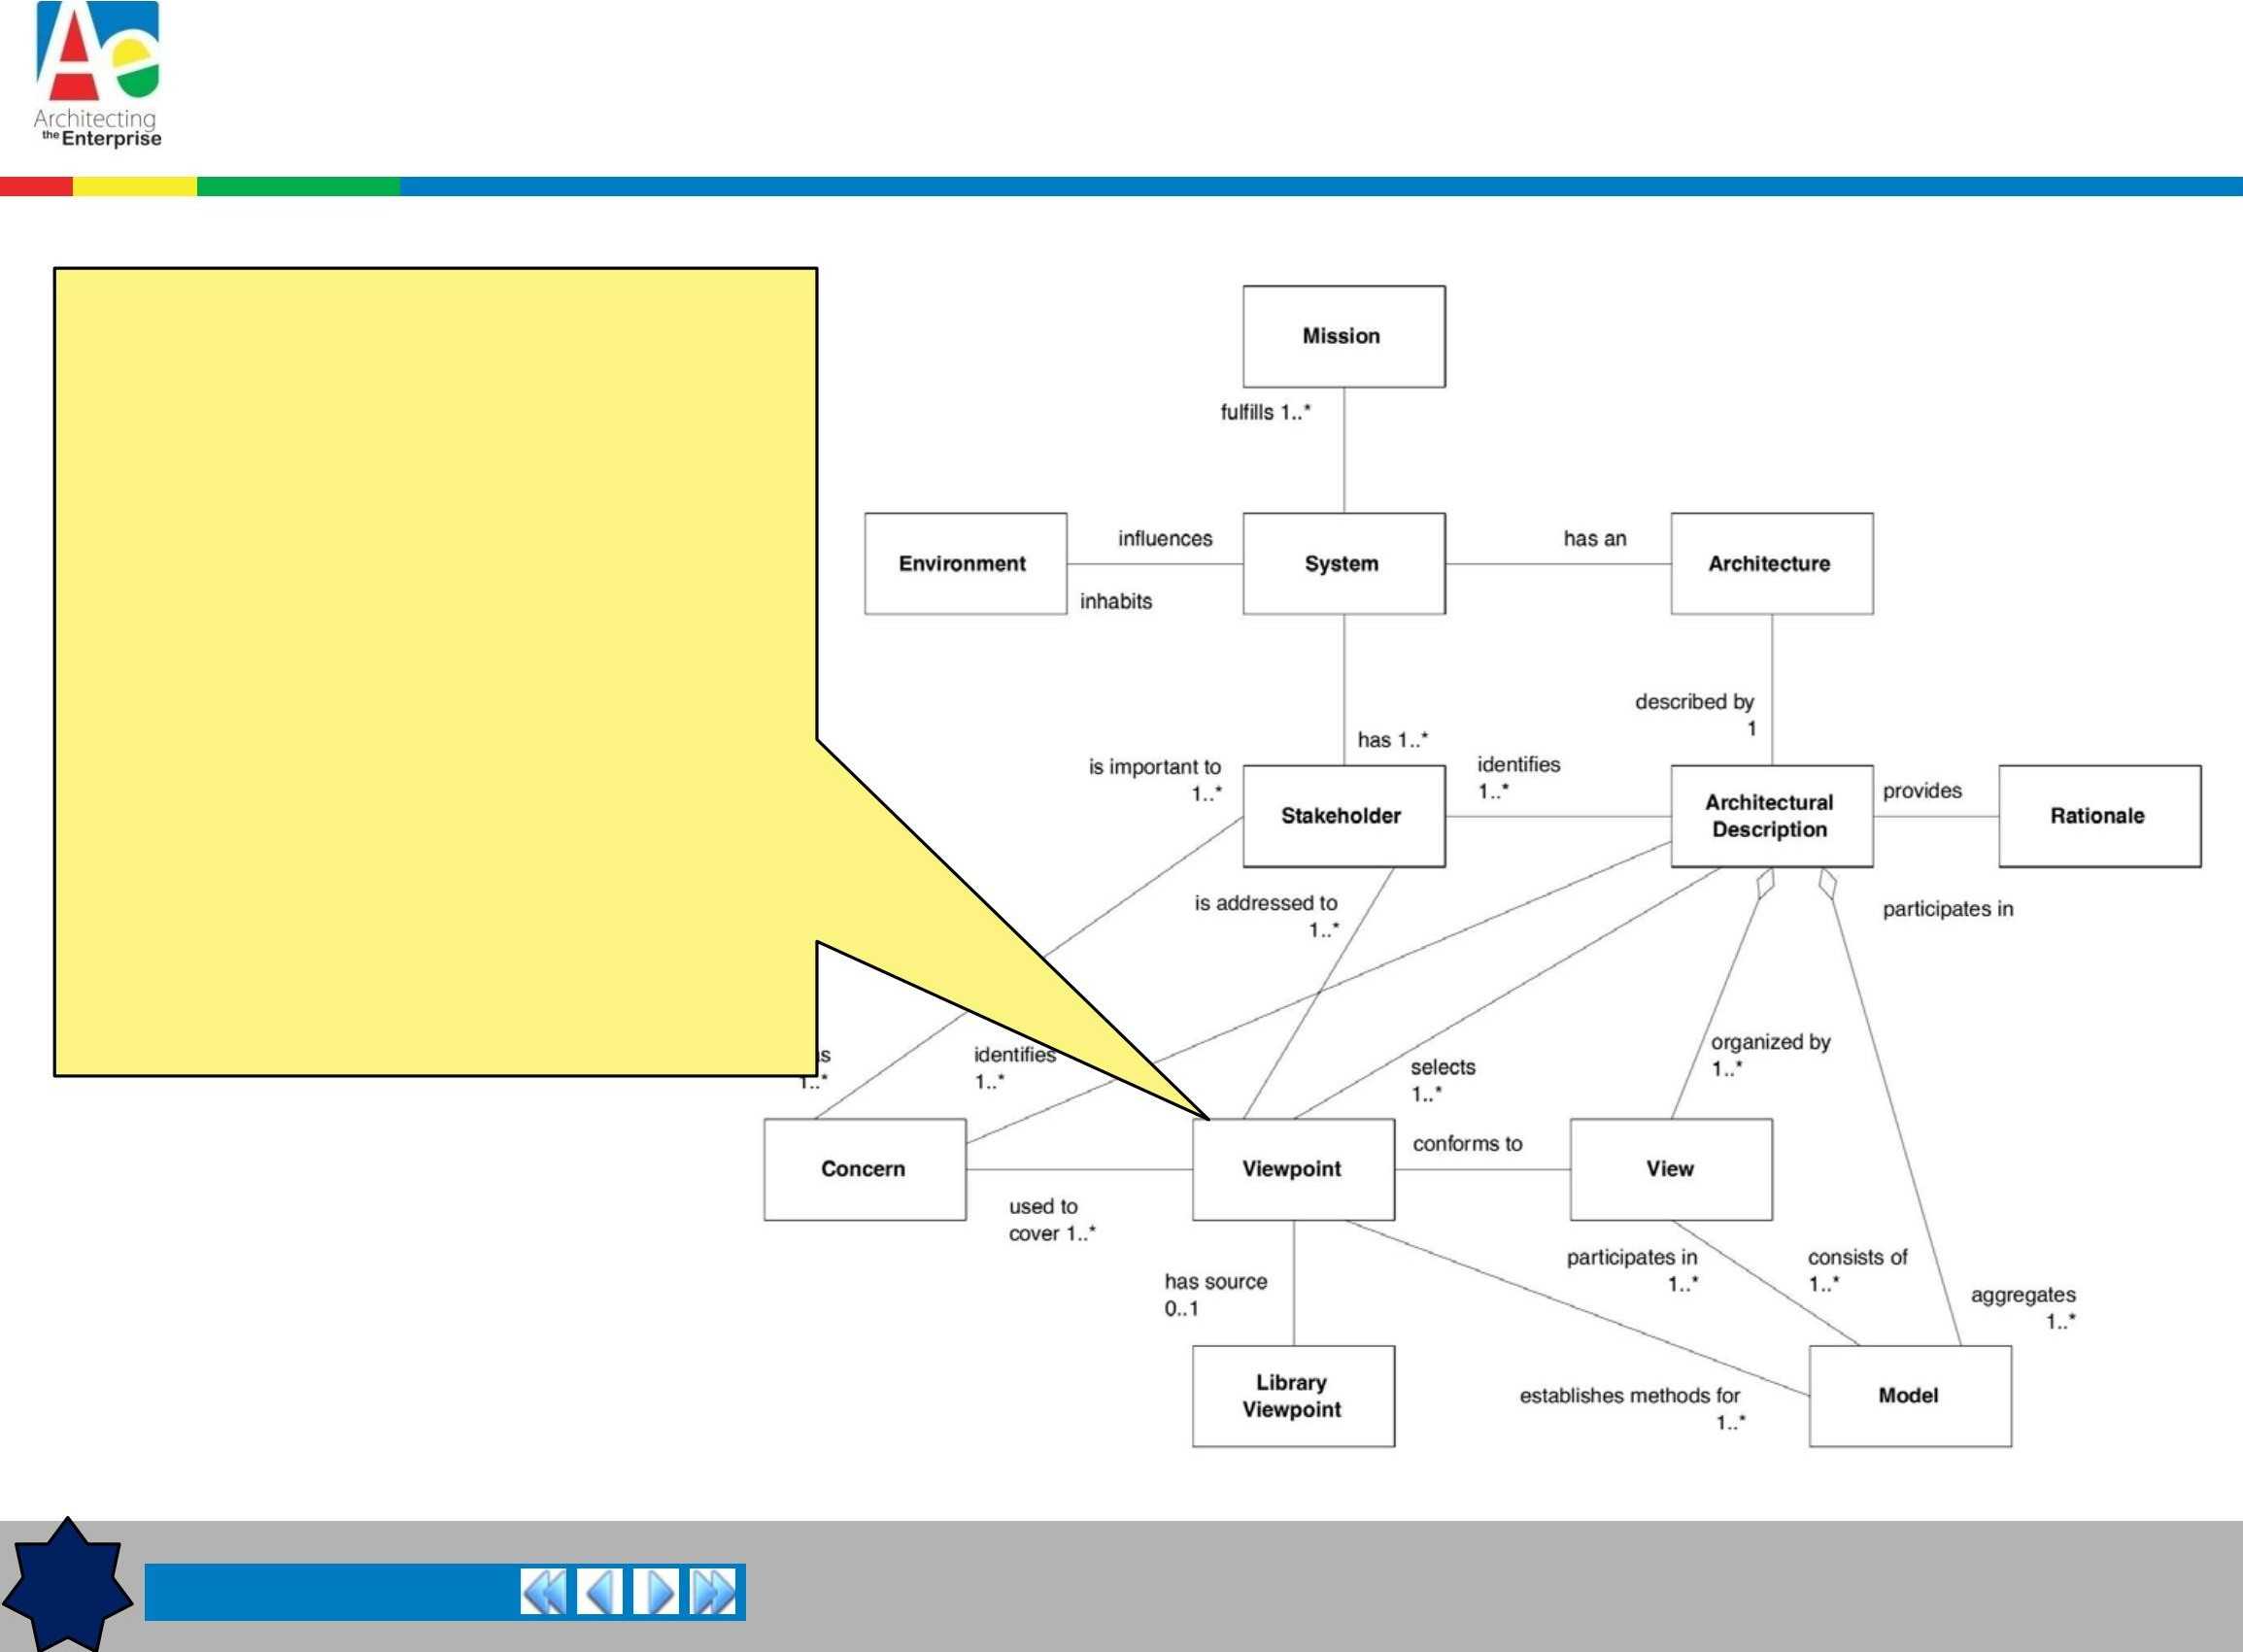 Architecting
the Enterprise
Mission
fulfills 1..*
influences
has an
Environment
System
Architecture
inhabits
described by
1
has 1..*
is important to
1..*
identifies
1..*
Stakeholder
Architectural
Description
provides
Rationale
is addressed to
1..*
participates in
identifies
1..*
1..*
selects
1..*
organized by
1..*
Concern
Viewpoint
conforms to
View
used to
cover 1..*
has source
0..1
participates in
1..*
consists of
1..*
aggregates
1..*
Library
Viewpoint
establishes methods for
1..*
Model